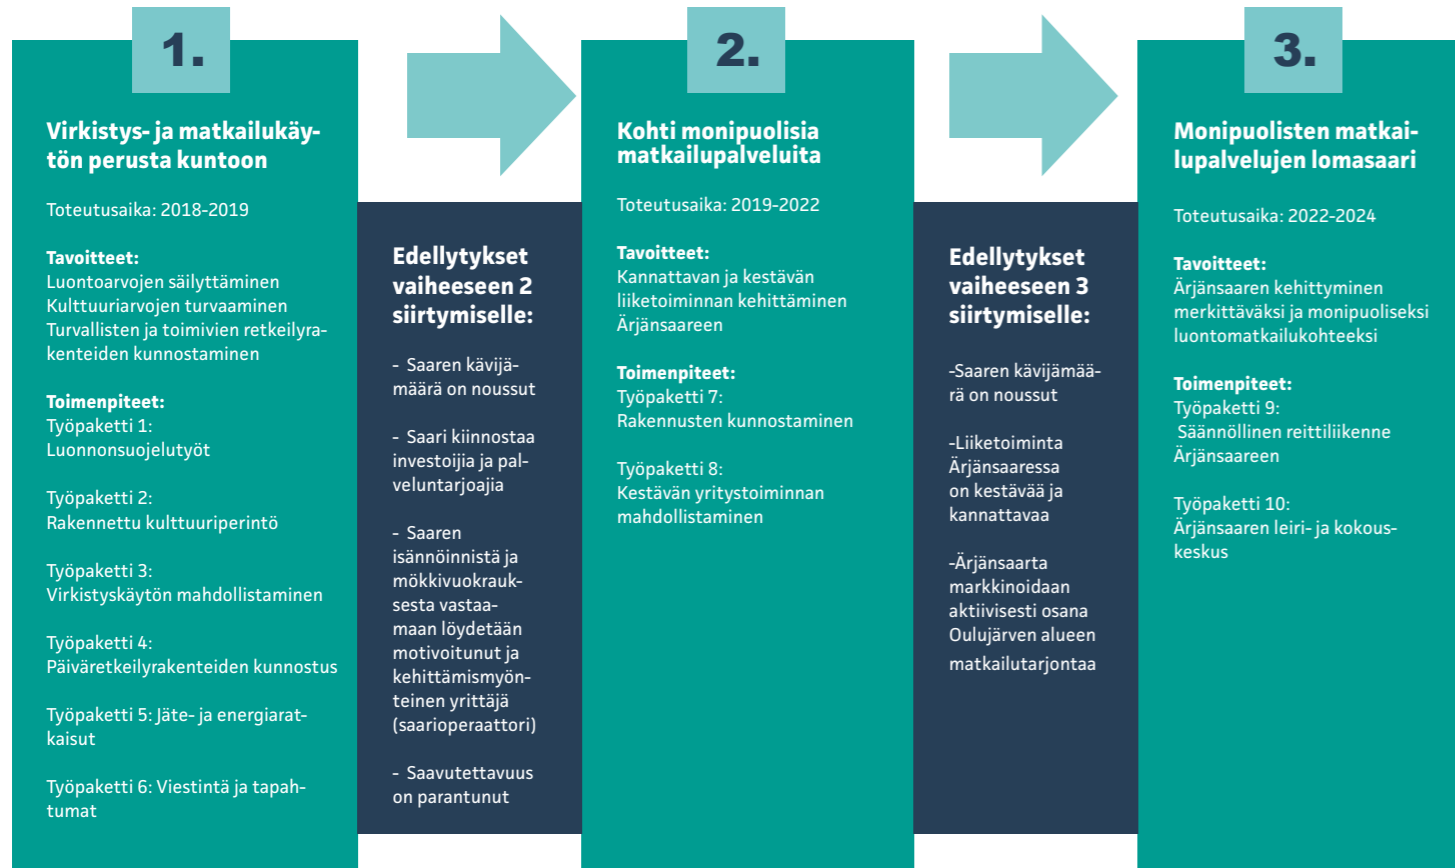 1.
Virkistys- ja matkailukäy-
tön perusta kuntoon
Toteutusaika: 2018-2019
Tavoitteet:
Luontoarvojen säilyttäminen
Kulttuuriarvojen turvaaminen
Turvallisten ja toimivien retkeilyra-
kenteiden kunnostaminen
Toimenpiteet:
Työpaketti 1:
Luonnonsuojelutyöt
Työpaketti 2:
Rakennettu kulttuuriperintö
Työpaketti 3:
Virkistyskäytön mahdollistaminen
Työpaketti 4:
Päiväretkeilyrakenteiden kunnostus
Työpaketti 5: Jäte- ja energiarat-
kaisut
Työpaketti 6: Viestintä ja tapah-
tumat
Edellytykset
vaiheeseen 2
siirtymiselle:
- Saaren kävijä-
määrä on noussut
- Saari kiinnostaa
investoijia ja pal-
veluntarjoajia
- Saaren
isännöinnistä ja
mökkivuokrauk-
sesta vastaa-
maan löydetään
motivoitunut ja
kehittämismyön-
teinen yrittäjä
(saarioperaattori)
- Saavutettavuus
on parantunut
2.
Kohti monipuolisia
matkailupalveluita
Toteutusaika: 2019-2022
Tavoitteet:
Kannattavan ja kestävän
liiketoiminnan kehittäminen
Ärjänsaareen
Toimenpiteet:
Työpaketti 7:
Rakennusten kunnostaminen
Työpaketti 8:
Kestävän yritystoiminnan
mahdollistaminen
Edellytykset
vaiheeseen 3
siirtymiselle:
-Saaren kävijämää-
rä on noussut
-Liiketoiminta
Ärjänsaaressa
on kestävää ja
kannattavaa
-Ärjänsaarta
markkinoidaan
aktiivisesti osana
Oulujärven alueen
matkailutarjontaa
3.
Monipuolisten matkai-
lupalvelujen lomasaari
Toteutusaika: 2022-2024
Tavoitteet:
Ärjänsaaren kehittyminen
merkittäväksi ja monipuoliseksi
luontomatkailukohteeksi
Toimenpiteet:
Työpaketti 9:
Säännöllinen reittiliikenne
Ärjänsaareen
Työpaketti 10:
Ärjänsaaren leiri- ja kokous-
keskus